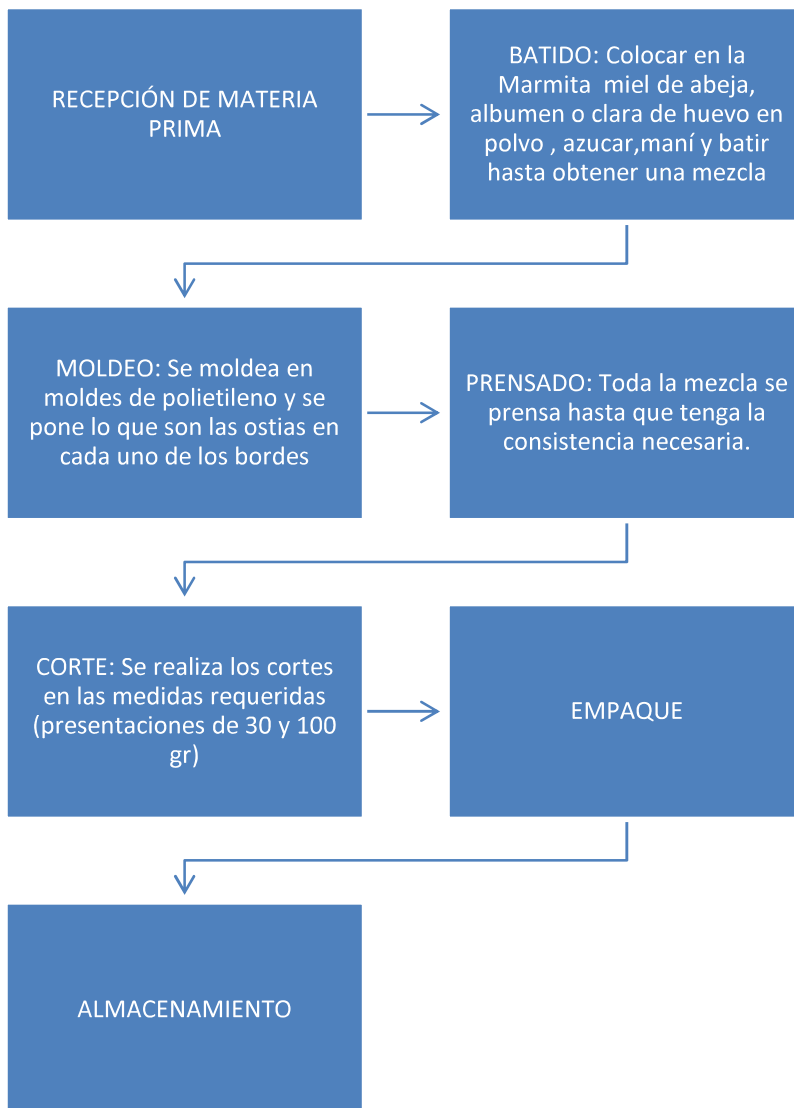 RECEPCIÓN DE MATERIA
PRIMA
BATIDO: Colocar en la
Marmita  miel de abeja,
albumen o clara de huevo en
polvo , azucar,maní y batir
hasta obtener una mezcla
MOLDEO: Se moldea en
moldes de polietileno y se
pone lo que son las ostias en
cada uno de los bordes
PRENSADO: Toda la mezcla se
prensa hasta que tenga la
consistencia necesaria.
CORTE: Se realiza los cortes
en las medidas requeridas
(presentaciones de 30 y 100
gr)
EMPAQUE
ALMACENAMIENTO